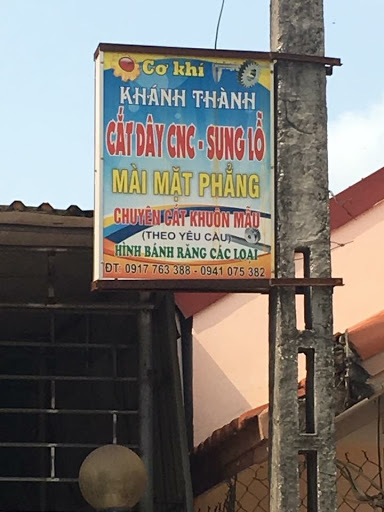 Cơ khí
KHÁNH THÀNH
CẮT DÂY CNC - SUNG LỖ
MÀI MẶT PHẲNG
CHUYÊN CẮT KHUÔN MẪU
(THEO YÊU CẦU)
HÌNH BÁNH RĂNG CÁC LOẠI
ĐT: 0917 763 388 - 0941 075 382